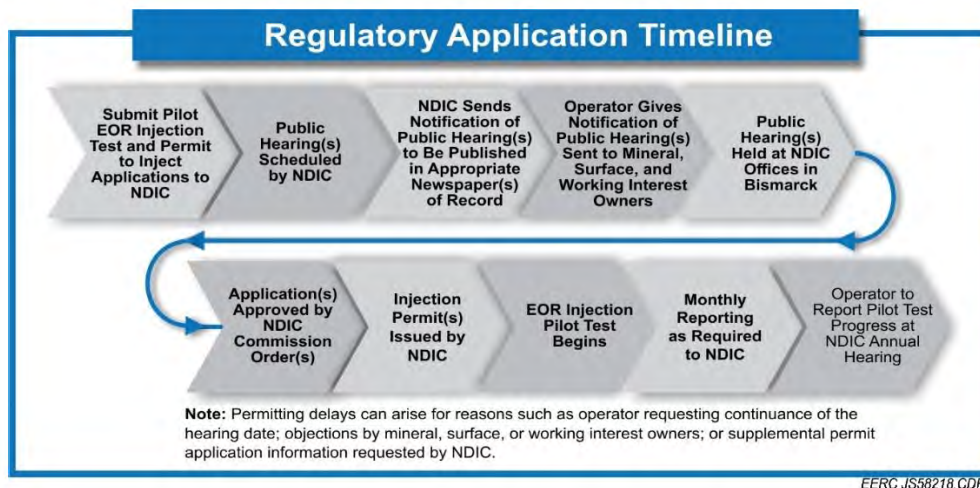 Regulatory Application Timeline
Submit Pilot
EOR Injection
Test and Permit
to Inject
Applications to
NDIC
Public
Hearing(s)
Scheduled
by NDIC
NDIC Sends
Notification of
Public Hearing(s)
to Be Published
in Appropriate
Newspaper(s)
of Record
Operator Gives
Notification of
Public Hearing(s)
Sent to Mineral,
Surface, and
Working Interest
Owners
Public
Hearing(s)
Held at NDIC
Offices in
Bismarck
Application(s)
Approved by
NDIC
Commission
Order(s)
Injection
Permit(s)
Issued by
NDIC
EOR Injection
Pilot Test
Begins
Monthly
Reporting
as Required
to NDIC
Operator to
Report Pilot Test
Progress at
NDIC Annual
Hearing
Note: Permitting delays can arise for reasons such as operator requesting continuance of the
hearing date; objections by mineral, surface, or working interest owners; or supplemental permit
application information requested by NDIC.
EERC JS58218.CDR